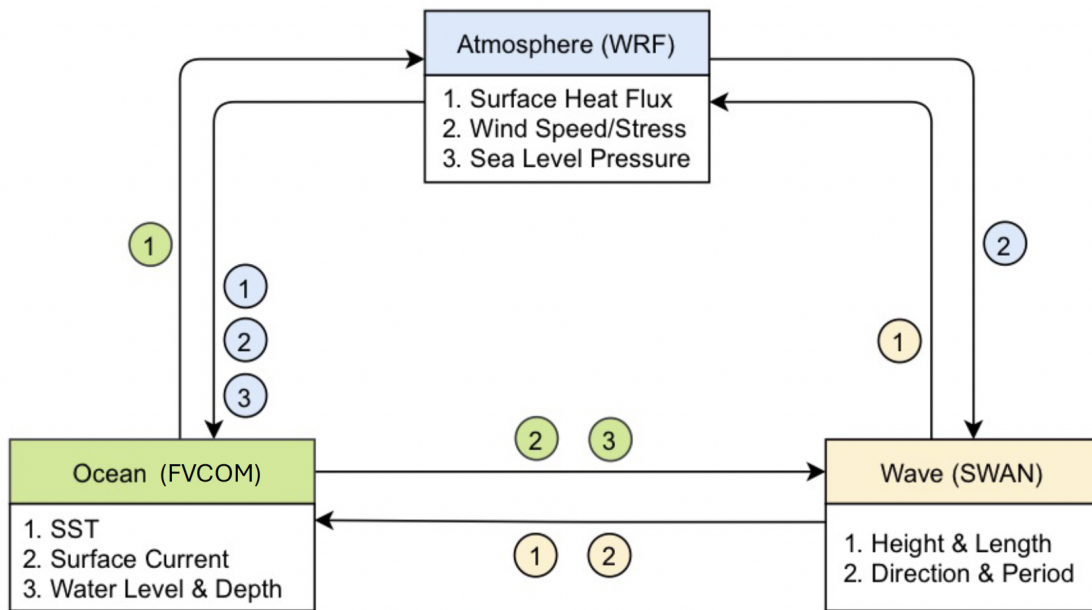 Atmosphere (WRF)
1. Surface Heat Flux
2. Wind Speed/Stress
3. Sea Level Pressure
1
2
1
2
3
1
2 3
Ocean (FVCOM)
1. SST
2. Surface Current
3. Water Level & Depth
Wave (SWAN)
1. Height & Length
2. Direction & Period
1 2